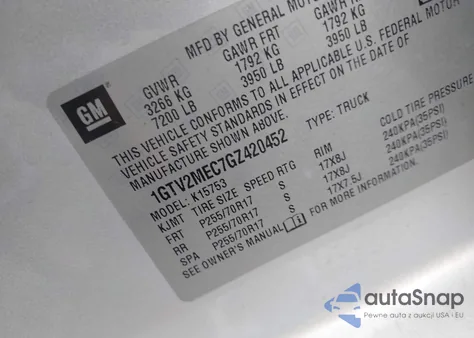 MFD BY GENERAL MOTORS
GVWR GAWR FRT GAWR RR
3266 KG 1792 KG 1792 KG
7200 LB 3950 LB 3950 LB
GM
THIS VEHICLE CONFORMS TO ALL APPLICABLE U.S. FEDERAL MOTOR
VEHICLE SAFETY STANDARDS IN EFFECT ON THE DATE OF
MANUFACTURE SHOWN ABOVE.
1GTV2MEC7GZ420452 TYPE: TRUCK
MODEL: K15753
KJMT TIRE SIZE SPEED RTG RIM COLD TIRE PRESSURE
FRT P255/70R17 S 17X8J 240KPA(35PSI)
RR P255/70R17 S 17X8J 240KPA(35PSI)
SPA P255/70R17 S 17X7.5J 240KPA(35PSI)
SEE OWNER'S MANUAL FOR MORE INFORMATION.
autaSnap
Pewne auta z aukcji USA i EU